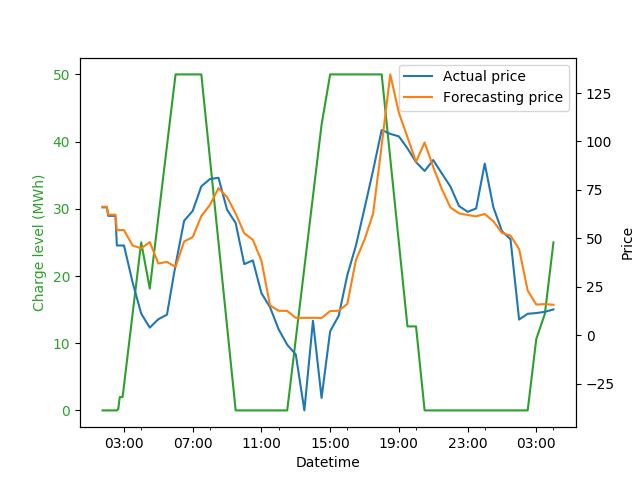 Actual price
Forecasting price
50
40
30
20
10
0
Charge level (MWh)
125
100
75
50
25
0
−25
Price
03:00 07:00 11:00 15:00 19:00 23:00 03:00
Datetime